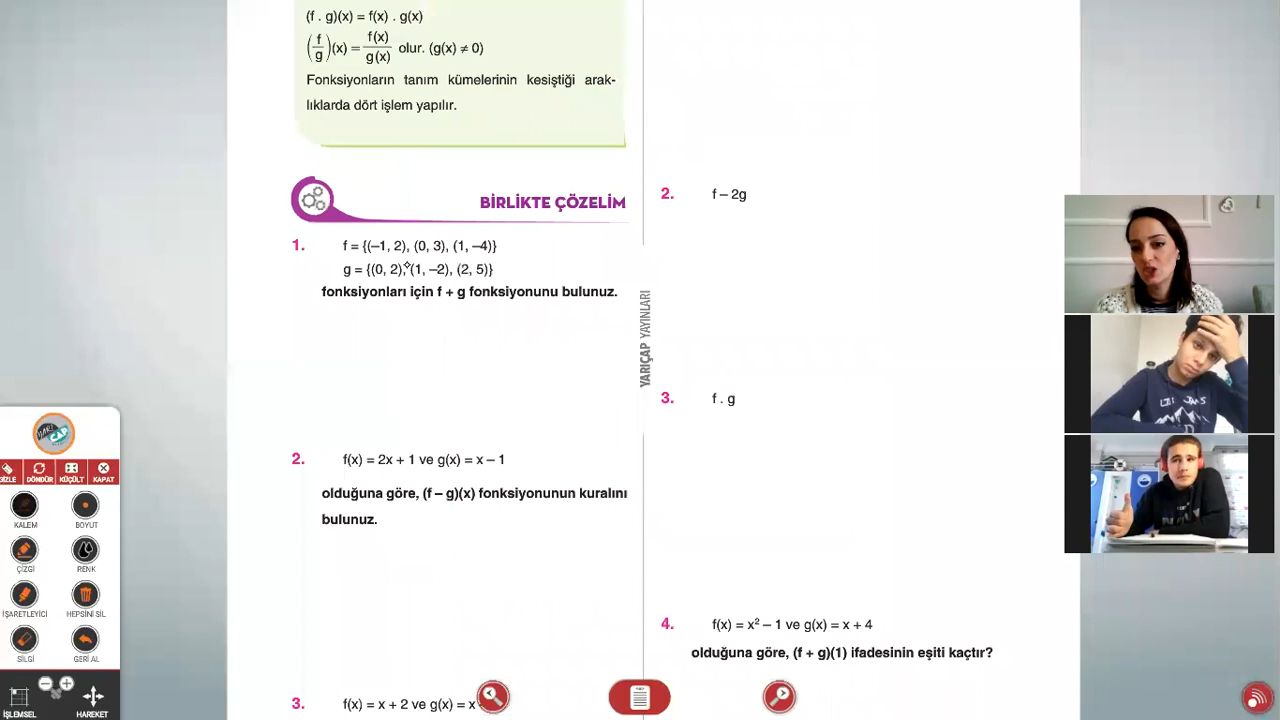 (f . g)(x) = f(x) . g(x)
(f/g)(x) = f(x)/g(x) olur. (g(x) ≠ 0)
Fonksiyonların tanım kümelerinin kesiştiği arak-
lıklarda dört işlem yapılır.
BİRLİKTE ÇÖZELİM
1. f = {(–1, 2), (0, 3), (1, –4)}
g = {(0, 2), (1, –2), (2, 5)}
fonksiyonları için f + g fonksiyonunu bulunuz.
2. f(x) = 2x + 1 ve g(x) = x – 1
olduğuna göre, (f – g)(x) fonksiyonunun kuralını
bulunuz.
3. f(x) = x + 2 ve g(x) = x
YARIÇAP YAYINLARI
2. f – 2g
3. f . g
4. f(x) = x² – 1 ve g(x) = x + 4
olduğuna göre, (f + g)(1) ifadesinin eşiti kaçtır?
GİZLE DÖNDÜR KÜÇÜLT KAPAT
KALEM BOYUT
ÇİZGİ RENK
İŞARETLEYİCİ HEPSİNİ SİL
SİLGİ GERİ AL
İŞLEMSEL HAREKET